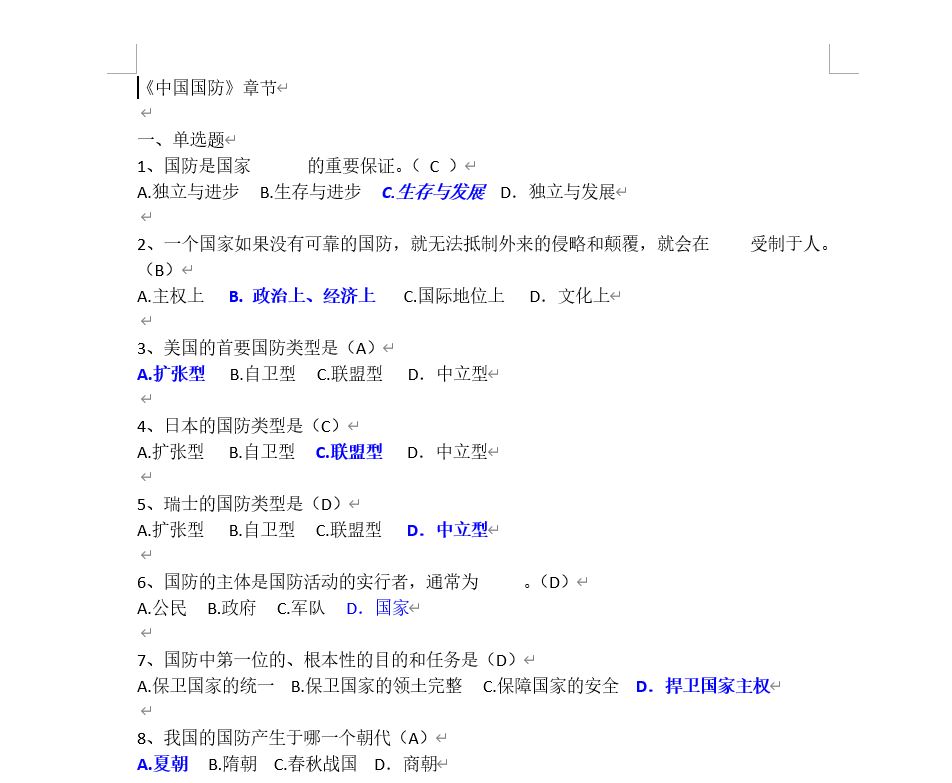 《中国国防》章节
一、单选题
1、国防是国家      的重要保证。（ C ）
A.独立与进步  B.生存与进步  C.生存与发展  D．独立与发展
2、一个国家如果没有可靠的国防，就无法抵制外来的侵略和颠覆，就会在    受制于人。
（B）
A.主权上  B．政治上、经济上  C.国际地位上  D．文化上
3、美国的首要国防类型是（A）
A.扩张型  B.自卫型  C.联盟型  D．中立型
4、日本的国防类型是（C）
A.扩张型  B.自卫型  C.联盟型  D．中立型
5、瑞士的国防类型是（D）
A.扩张型  B.自卫型  C.联盟型  D．中立型
6、国防的主体是国防活动的实行者，通常为    。（D）
A.公民  B.政府  C.军队  D．国家
7、国防中第一位的、根本性的目的和任务是（D）
A.保卫国家的统一  B.保卫国家的领土完整  C.保障国家的安全  D．捍卫国家主权
8、我国的国防产生于哪一个朝代（A）
A.夏朝  B.隋朝  C.春秋战国  D．商朝